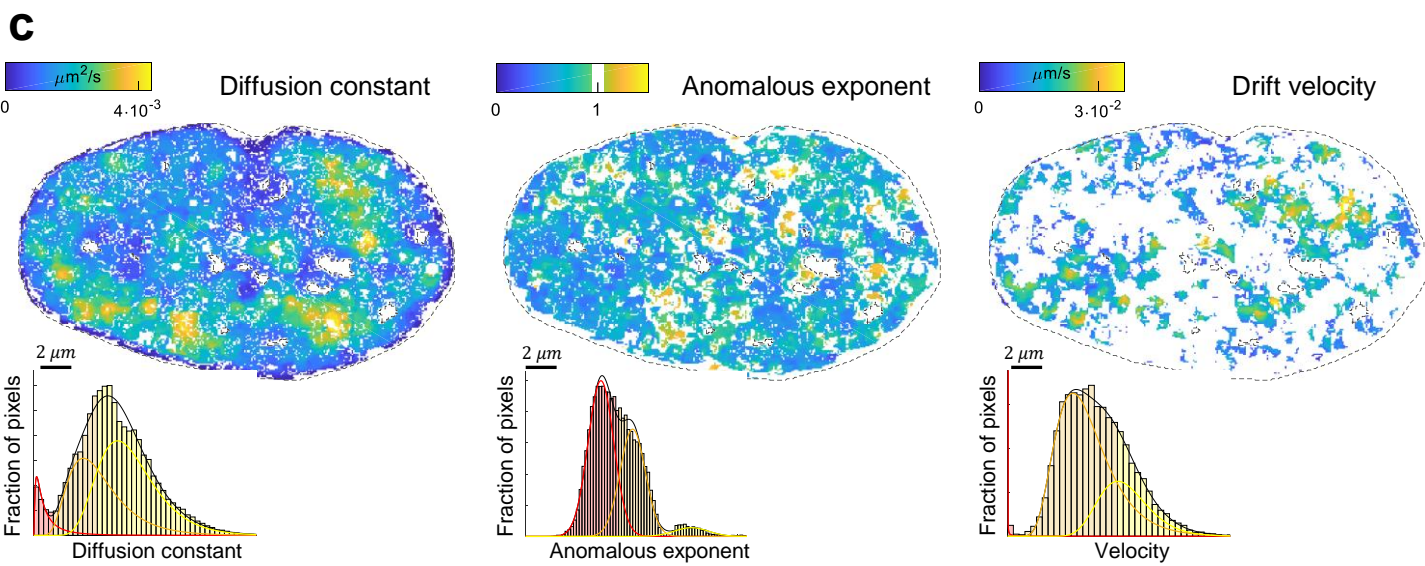 c
μm²/s
Diffusion constant
0
4·10⁻³
Anomalous exponent
0
1
μm/s
Drift velocity
0
3·10⁻²
2 μm
Fraction of pixels
Diffusion constant
2 μm
Fraction of pixels
Anomalous exponent
2 μm
Fraction of pixels
Velocity